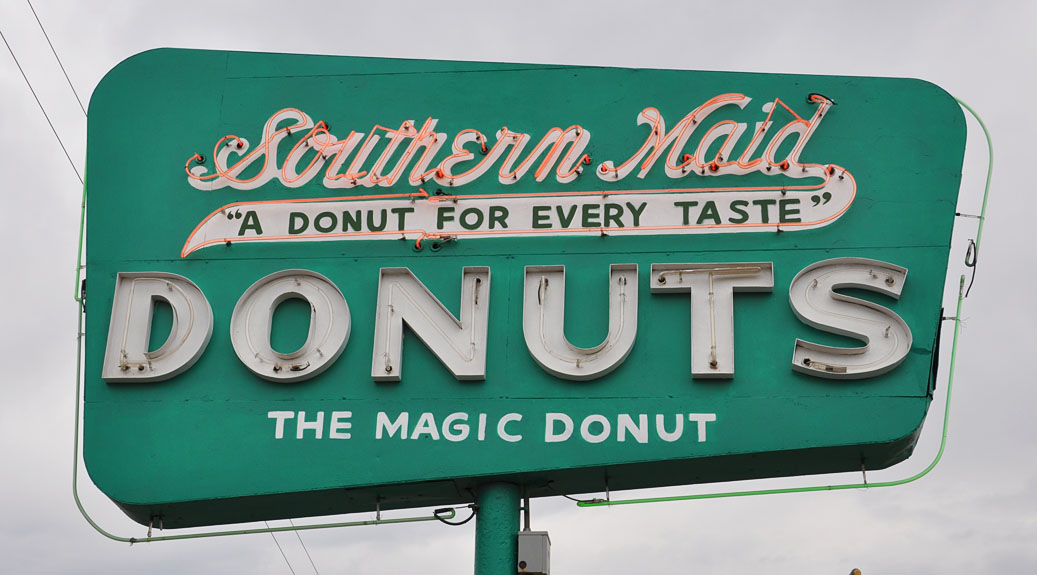 Southern Maid
"A DONUT FOR EVERY TASTE"
DONUTS
THE MAGIC DONUT